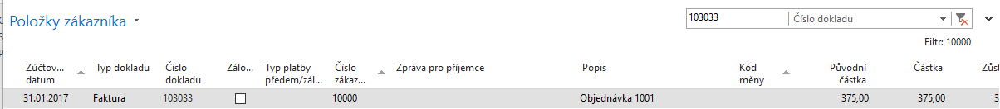 Položky zákazníka
103033 Číslo dokladu
Filtr: 10000
Zúčtov... datum Typ dokladu Číslo dokladu Zálo... Typ platby předem/zál... Číslo zákaz... Zpráva pro příjemce Popis Kód měny Původní částka Částka Zůst
31.01.2017 Faktura 103033 10000 Objednávka 1001 375,00 375,00 3